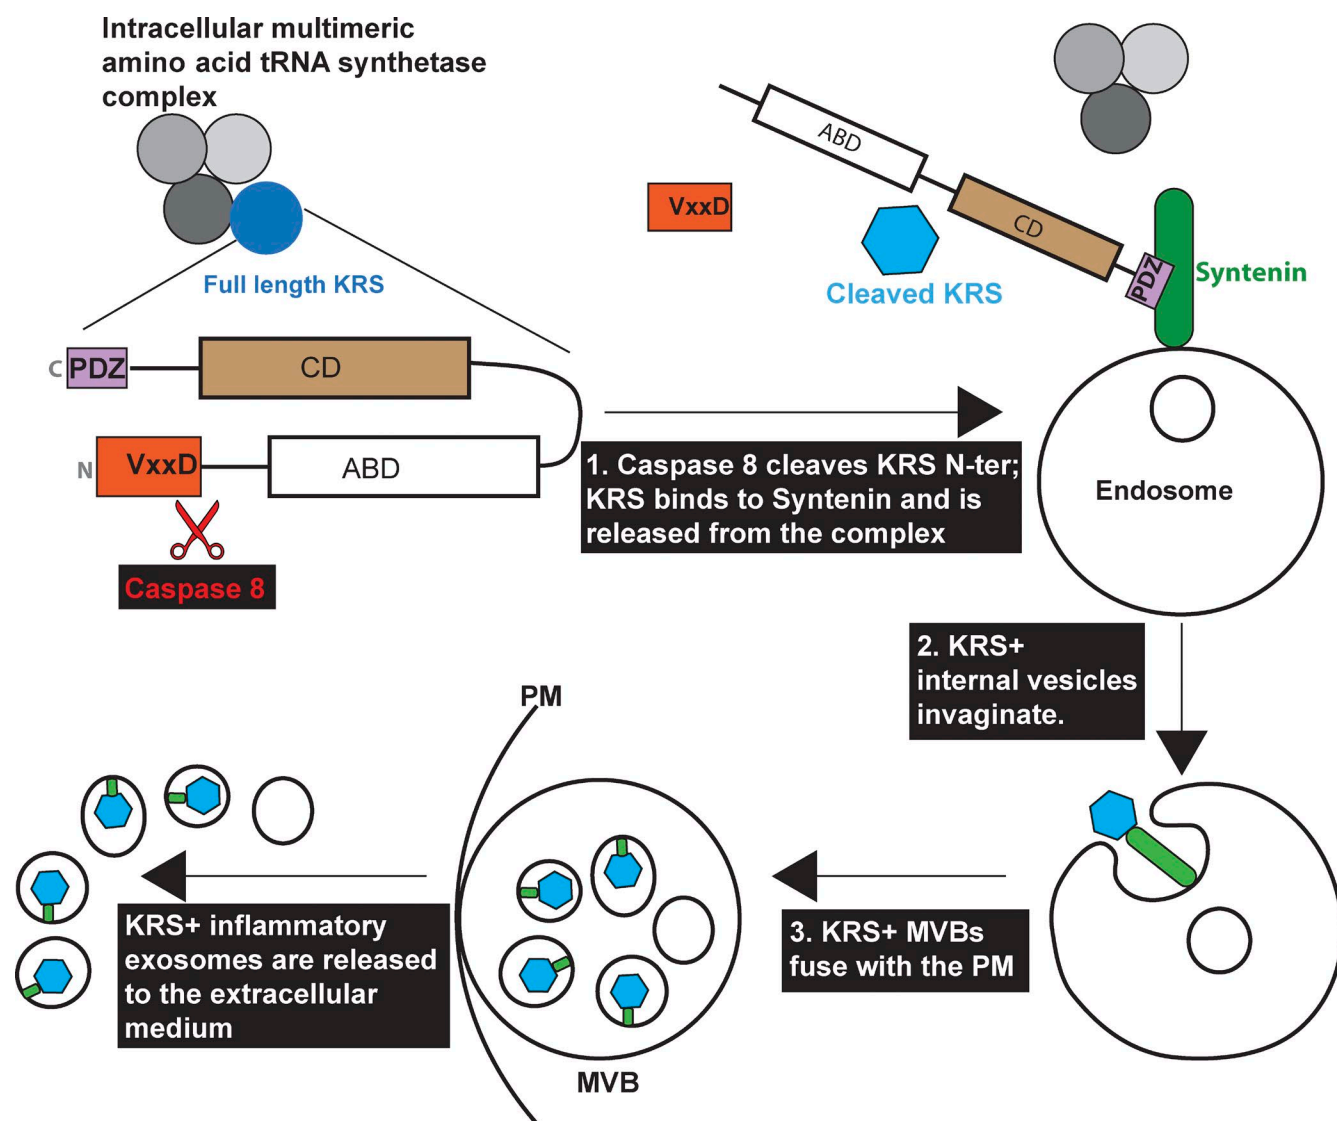 Intracellular multimeric
amino acid tRNA synthetase
complex
Full length KRS
C PDZ
CD
N VxxD
ABD
Caspase 8
VxxD
ABD
CD
PDZ
Cleaved KRS
Syntenin
1. Caspase 8 cleaves KRS N-ter;
KRS binds to Syntenin and is
released from the complex
Endosome
2. KRS+
internal vesicles
invaginate.
3. KRS+ MVBs
fuse with the PM
PM
MVB
KRS+ inflammatory
exosomes are released
to the extracellular
medium